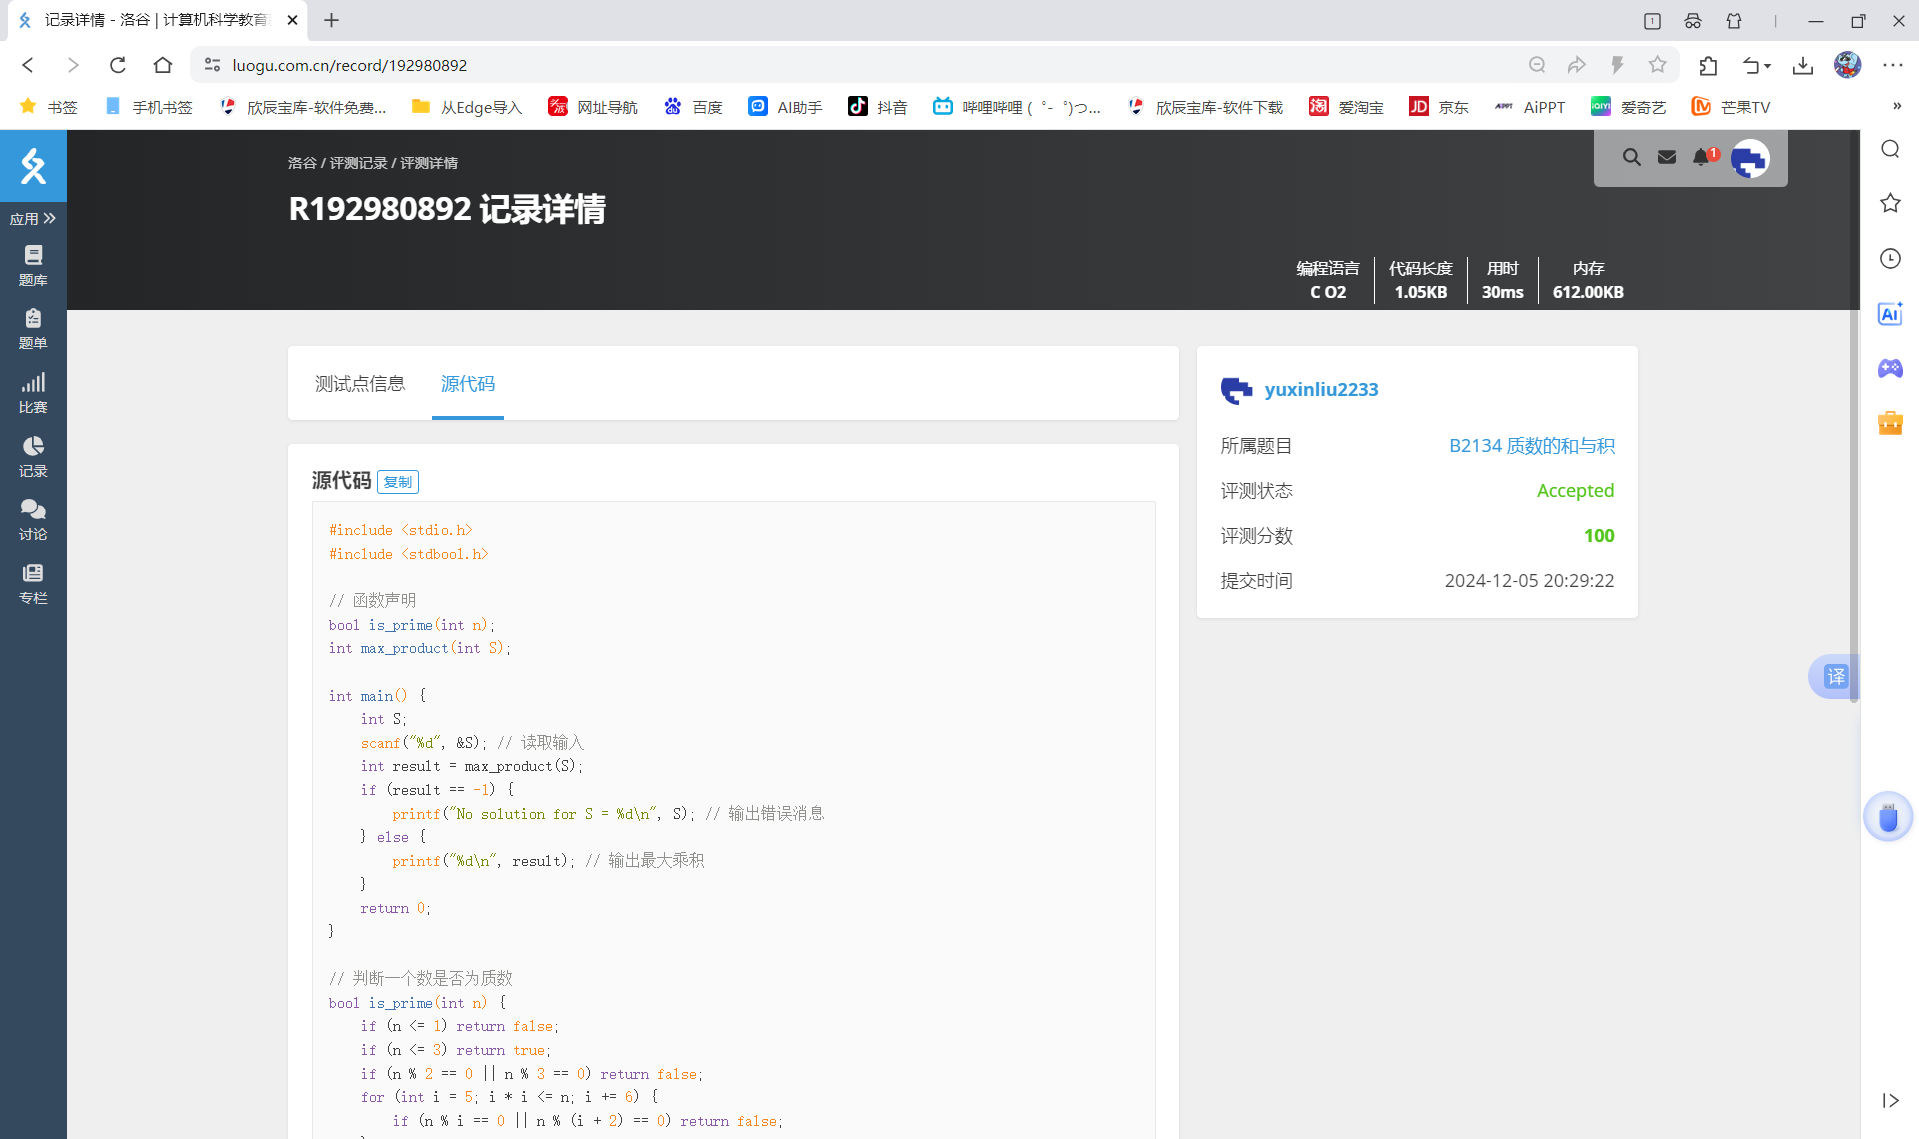 记录详情 - 洛谷 | 计算机科学教育
1
luogu.com.cn/record/192980892
书签
手机书签
欣辰宝库-软件免费...
从Edge导入
网址导航
百度
AI助手
抖音
哔哩哔哩 ( ゜- ゜)つ...
欣辰宝库-软件下载
淘 爱淘宝
JD 京东
AiPPT AiPPT
iQIYI 爱奇艺
芒果TV
»
应用
题库
题单
比赛
记录
讨论
专栏
洛谷 / 评测记录 / 评测详情
1
R192980892 记录详情
编程语言
C O2
代码长度
1.05KB
用时
30ms
内存
612.00KB
测试点信息
源代码
源代码 复制
#include <stdio.h>
#include <stdbool.h>
// 函数声明
bool is_prime(int n);
int max_product(int S);
int main() {
    int S;
    scanf("%d", &S); // 读取输入
    int result = max_product(S);
    if (result == -1) {
        printf("No solution for S = %d\n", S); // 输出错误消息
    } else {
        printf("%d\n", result); // 输出最大乘积
    }
    return 0;
}
// 判断一个数是否为质数
bool is_prime(int n) {
    if (n <= 1) return false;
    if (n <= 3) return true;
    if (n % 2 == 0 || n % 3 == 0) return false;
    for (int i = 5; i * i <= n; i += 6) {
        if (n % i == 0 || n % (i + 2) == 0) return false;
yuxinliu2233
所属题目 B2134 质数的和与积
评测状态 Accepted
评测分数 100
提交时间 2024-12-05 20:29:22
译
Ai